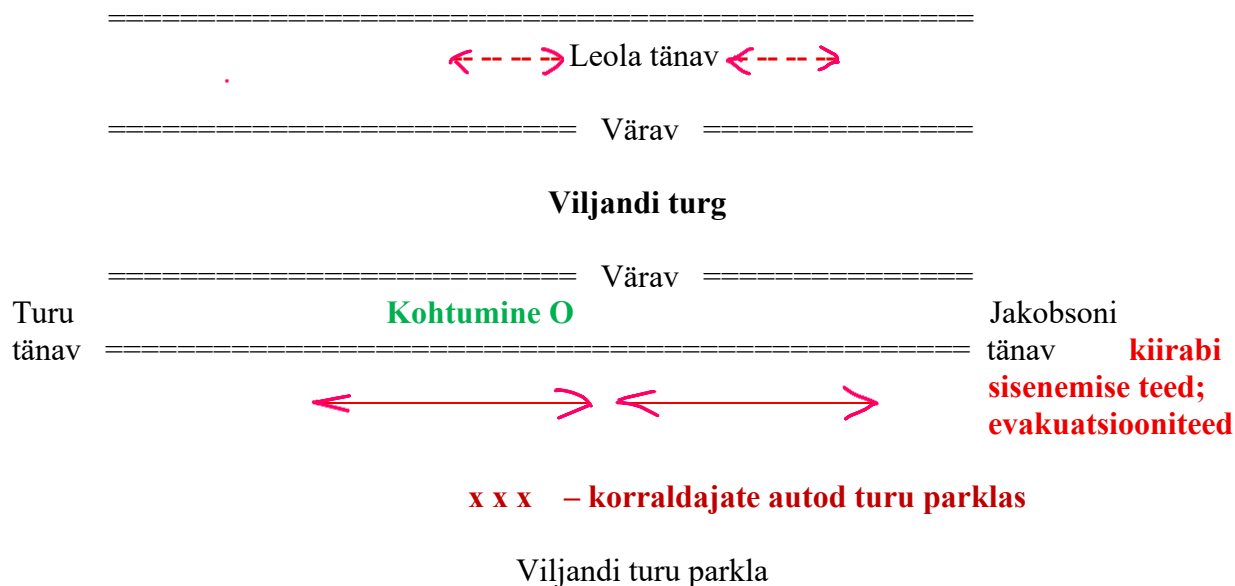 Leola tänav
Värav
Viljandi turg
Värav
Turu tänav
Kohtumine O
Jakobsoni
tänav kiirabi
sisenemise teed;
evakuatsiooniteed
x x x – korraldajate autod turu parklas
Viljandi turu parkla